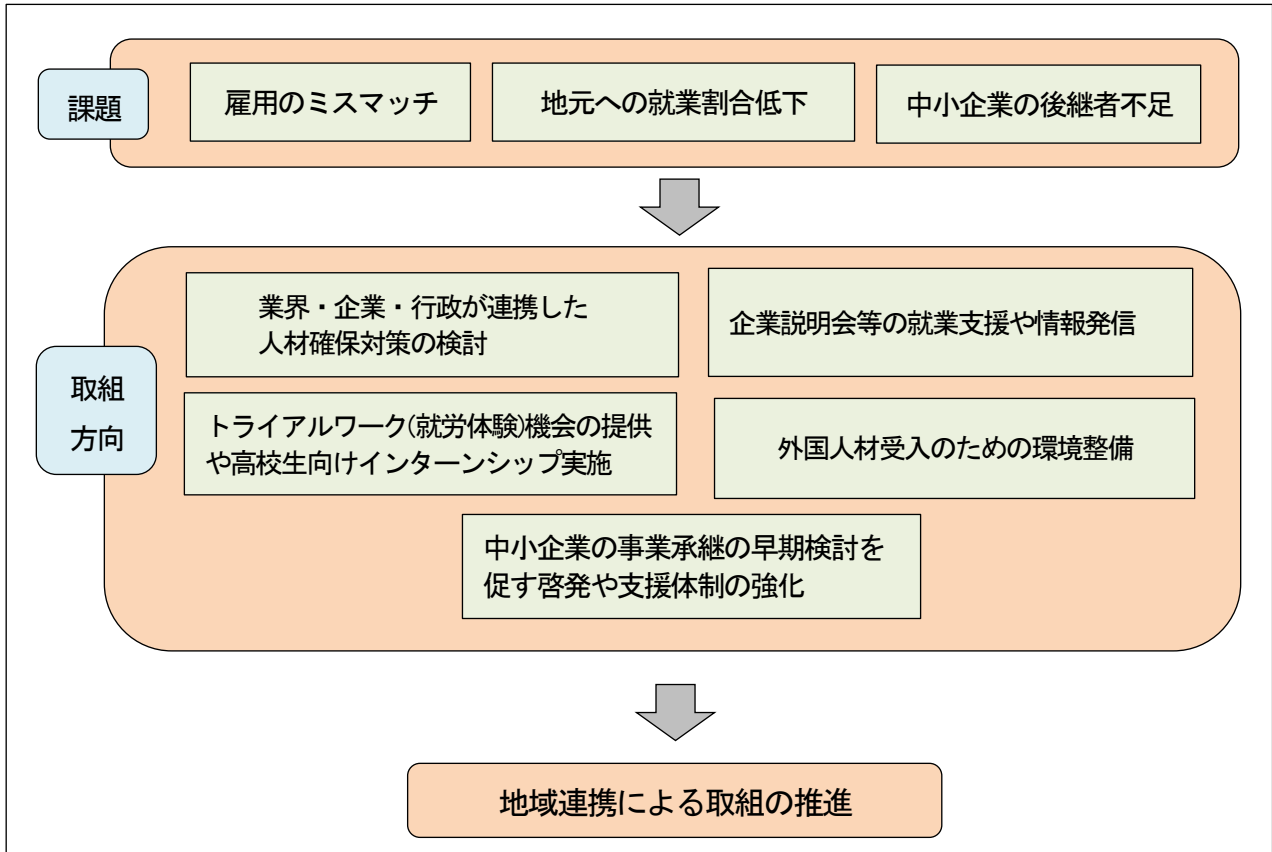 課題
雇用のミスマッチ
地元への就業割合低下
中小企業の後継者不足
取組
方向
業界・企業・行政が連携した
人材確保対策の検討
企業説明会等の就業支援や情報発信
トライアルワーク(就労体験)機会の提供
や高校生向けインターンシップ実施
外国人材受入のための環境整備
中小企業の事業承継の早期検討を
促す啓発や支援体制の強化
地域連携による取組の推進